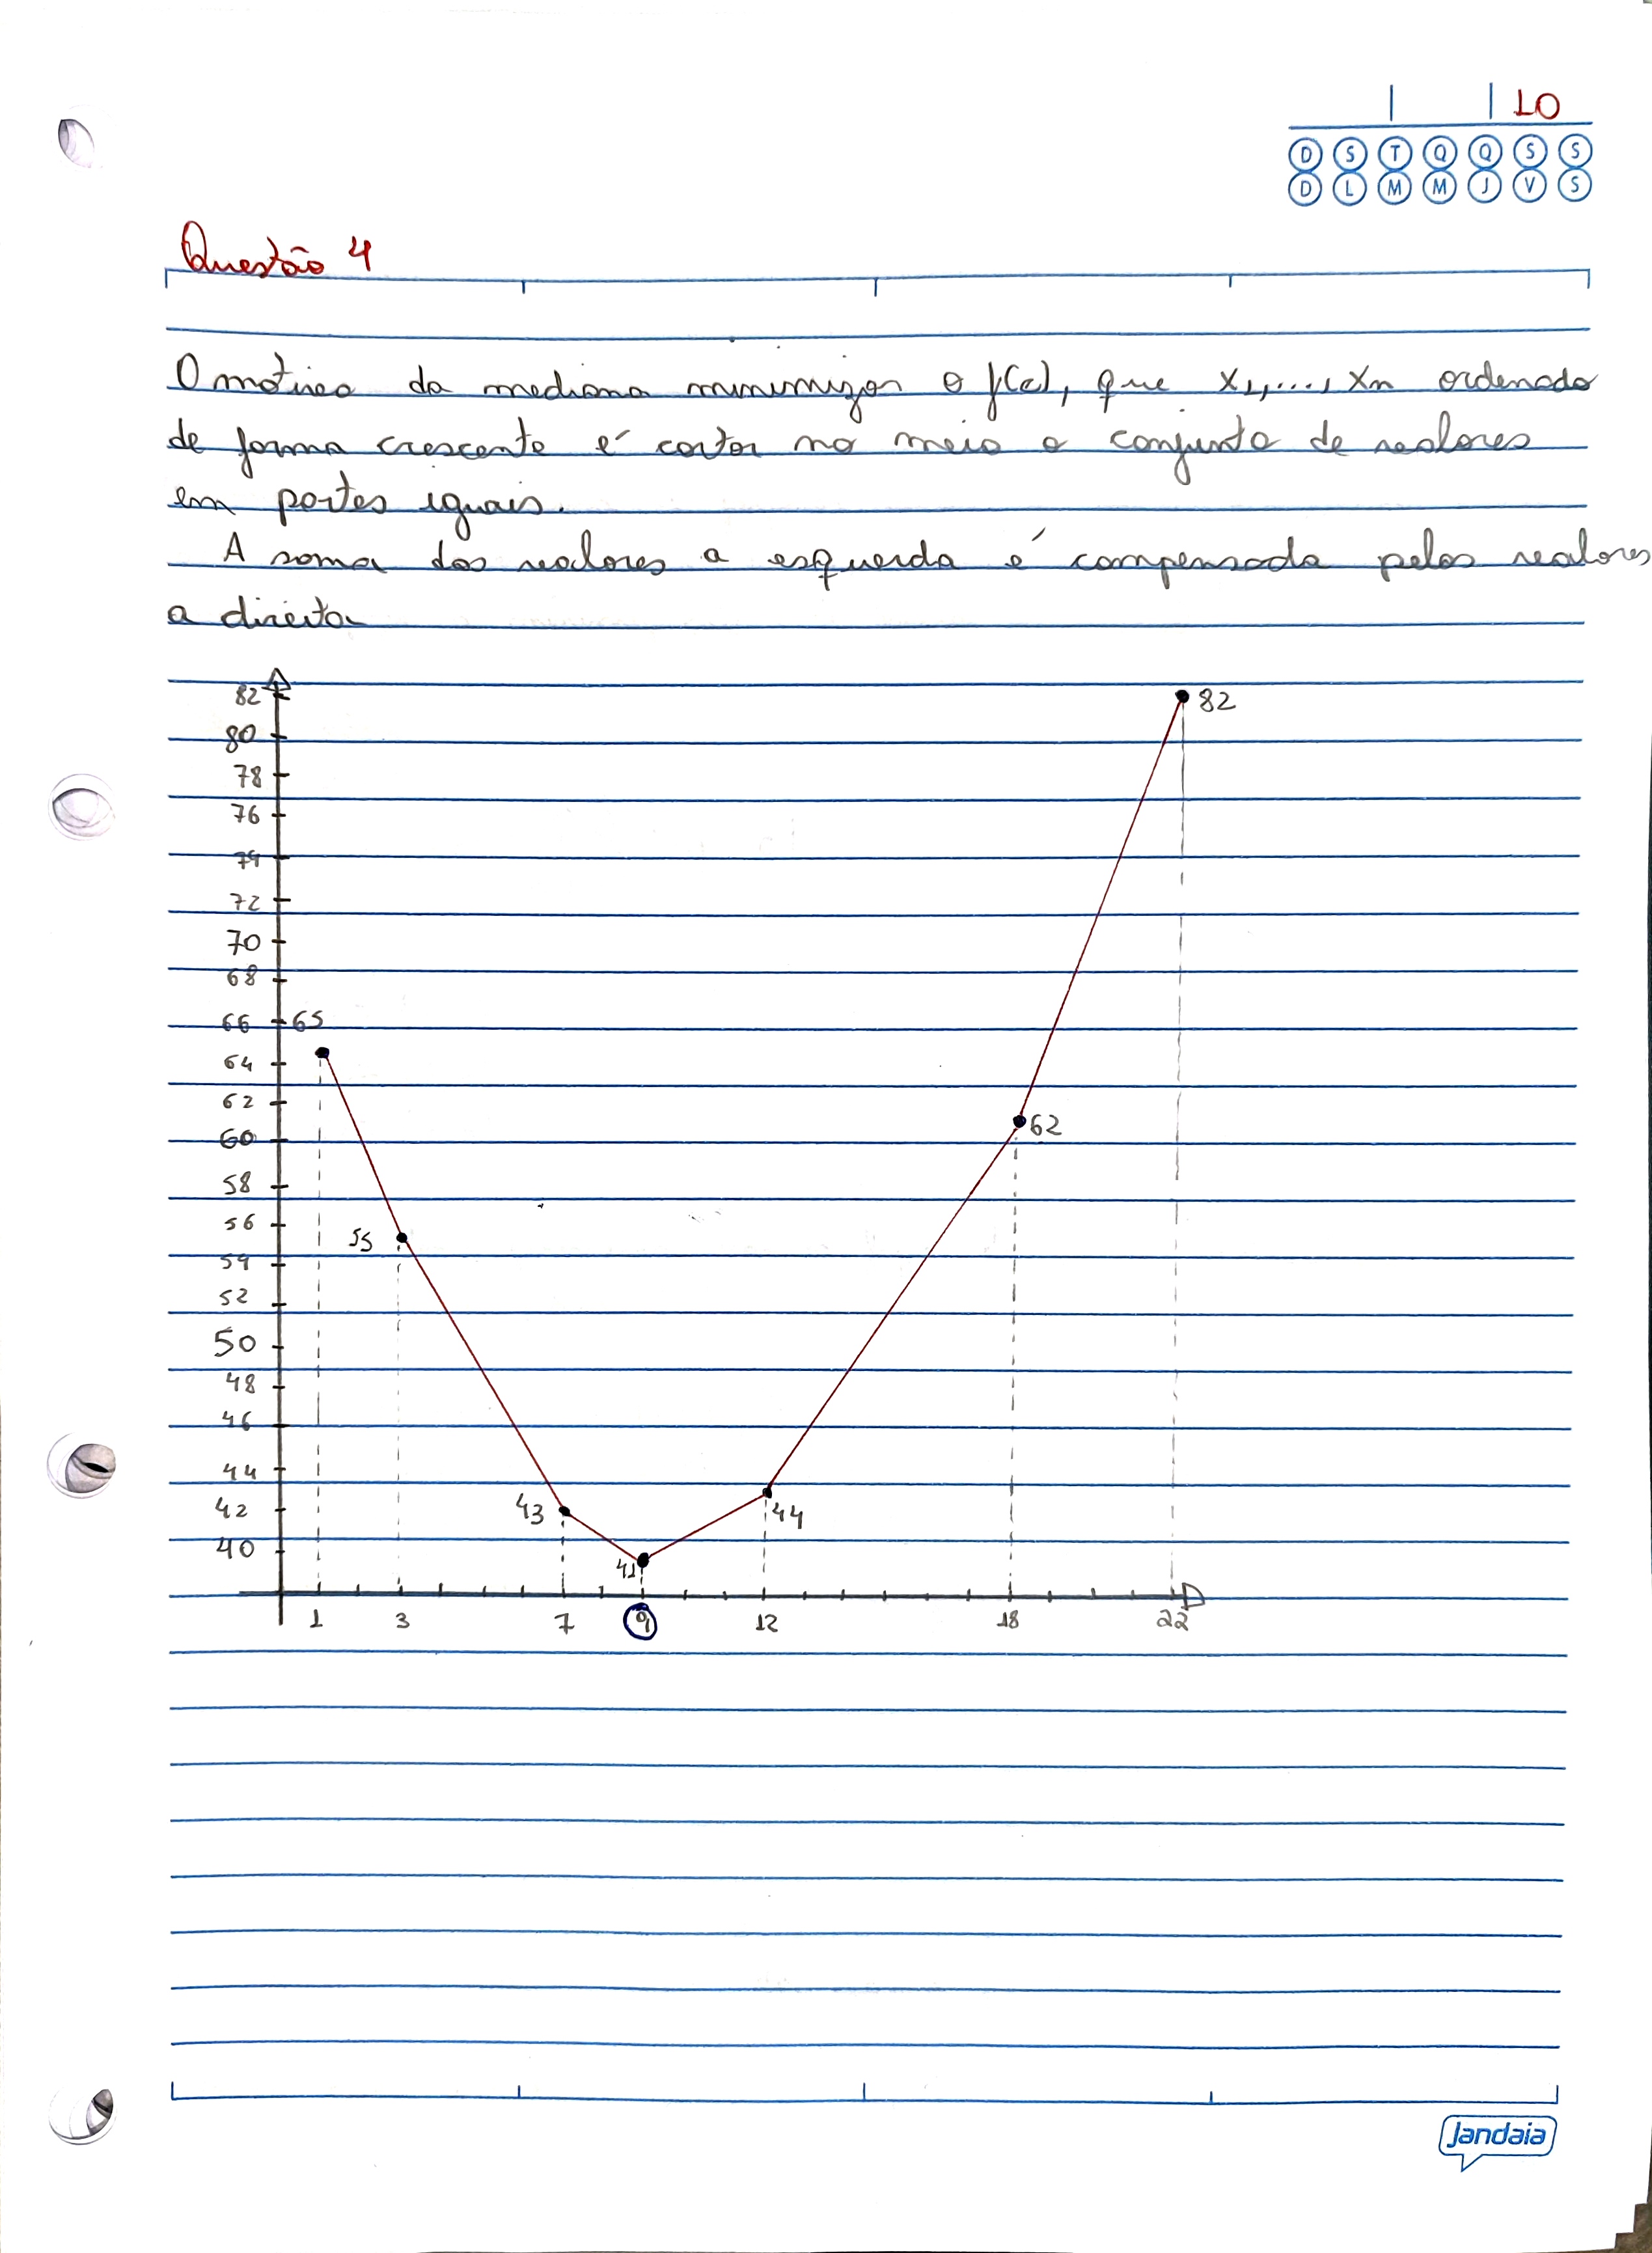 10
D S T Q Q S S
D L M M J V S
Questão 4
O motivo da mediana minimizar o f(a), que x1,..., xn ordenado
de forma crescente é cortar no meio o conjunto de valores
em partes iguais.
A soma dos valores a esquerda é compensada pelos valores
a direita
82
82
80
78
76
74
72
70
68
66 65
64
62
62
60
58
56
55
54
52
50
48
46
44
43
44
42
40
41
1 3 7 9 12 18 22
Jandaia